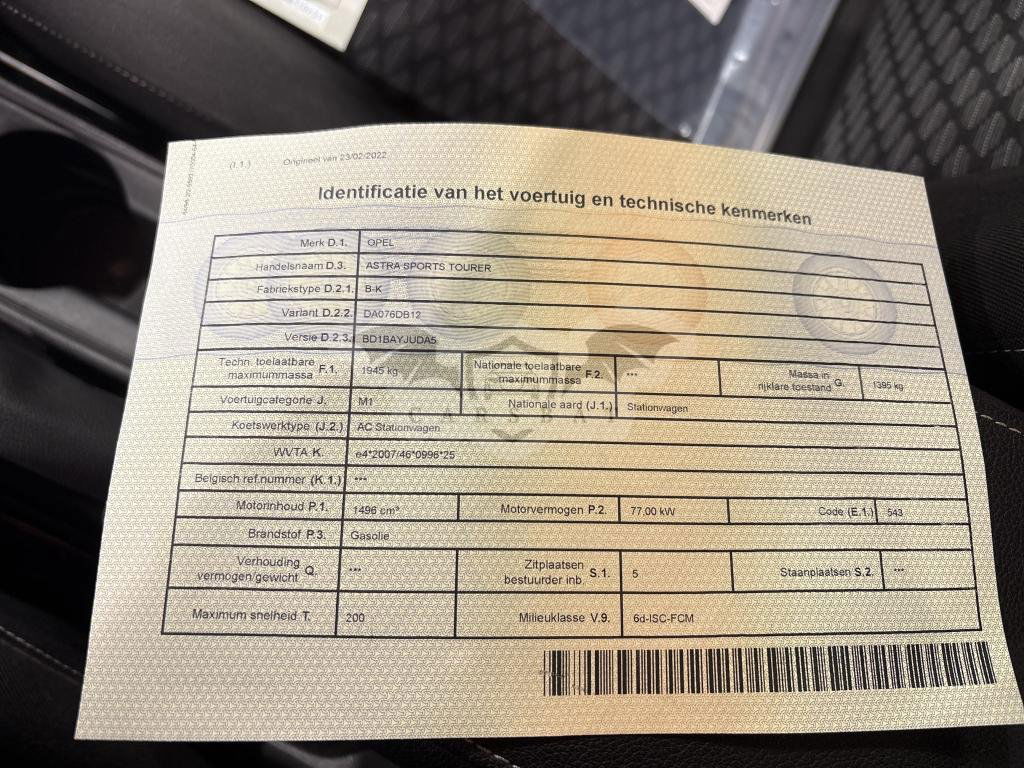 (I.1.) Origineel van 23/02/2022
Identificatie van het voertuig en technische kenmerken
Merk D.1. OPEL
Handelsnaam D.3. ASTRA SPORTS TOURER
Fabriekstype D.2.1. B-K
Variant D.2.2. DA076DB12
Versie D.2.3. BD1BAYJUDA5
Techn. toelaatbare maximummassa F.1. 1945 kg Nationale toelaatbare maximummassa F.2. *** Massa in rijklare toestand G. 1395 kg
Voertuigcategorie J. M1 Nationale aard (J.1.) Stationwagen
CARSBAY
Koetswerktype (J.2.) AC Stationwagen
WVTA K. e4*2007/46*0996*25
Belgisch ref.nummer (K.1.) ***
Motorinhoud P.1. 1496 cm³ Motorvermogen P.2. 77,00 kW Code (E.1.) 543
Brandstof P.3. Gasolie
Verhouding vermogen/gewicht Q. *** Zitplaatsen bestuurder inb. S.1. 5 Staanplaatsen S.2. ***
Maximum snelheid T. 200 Milieuklasse V.9. 6d-ISC-FCM